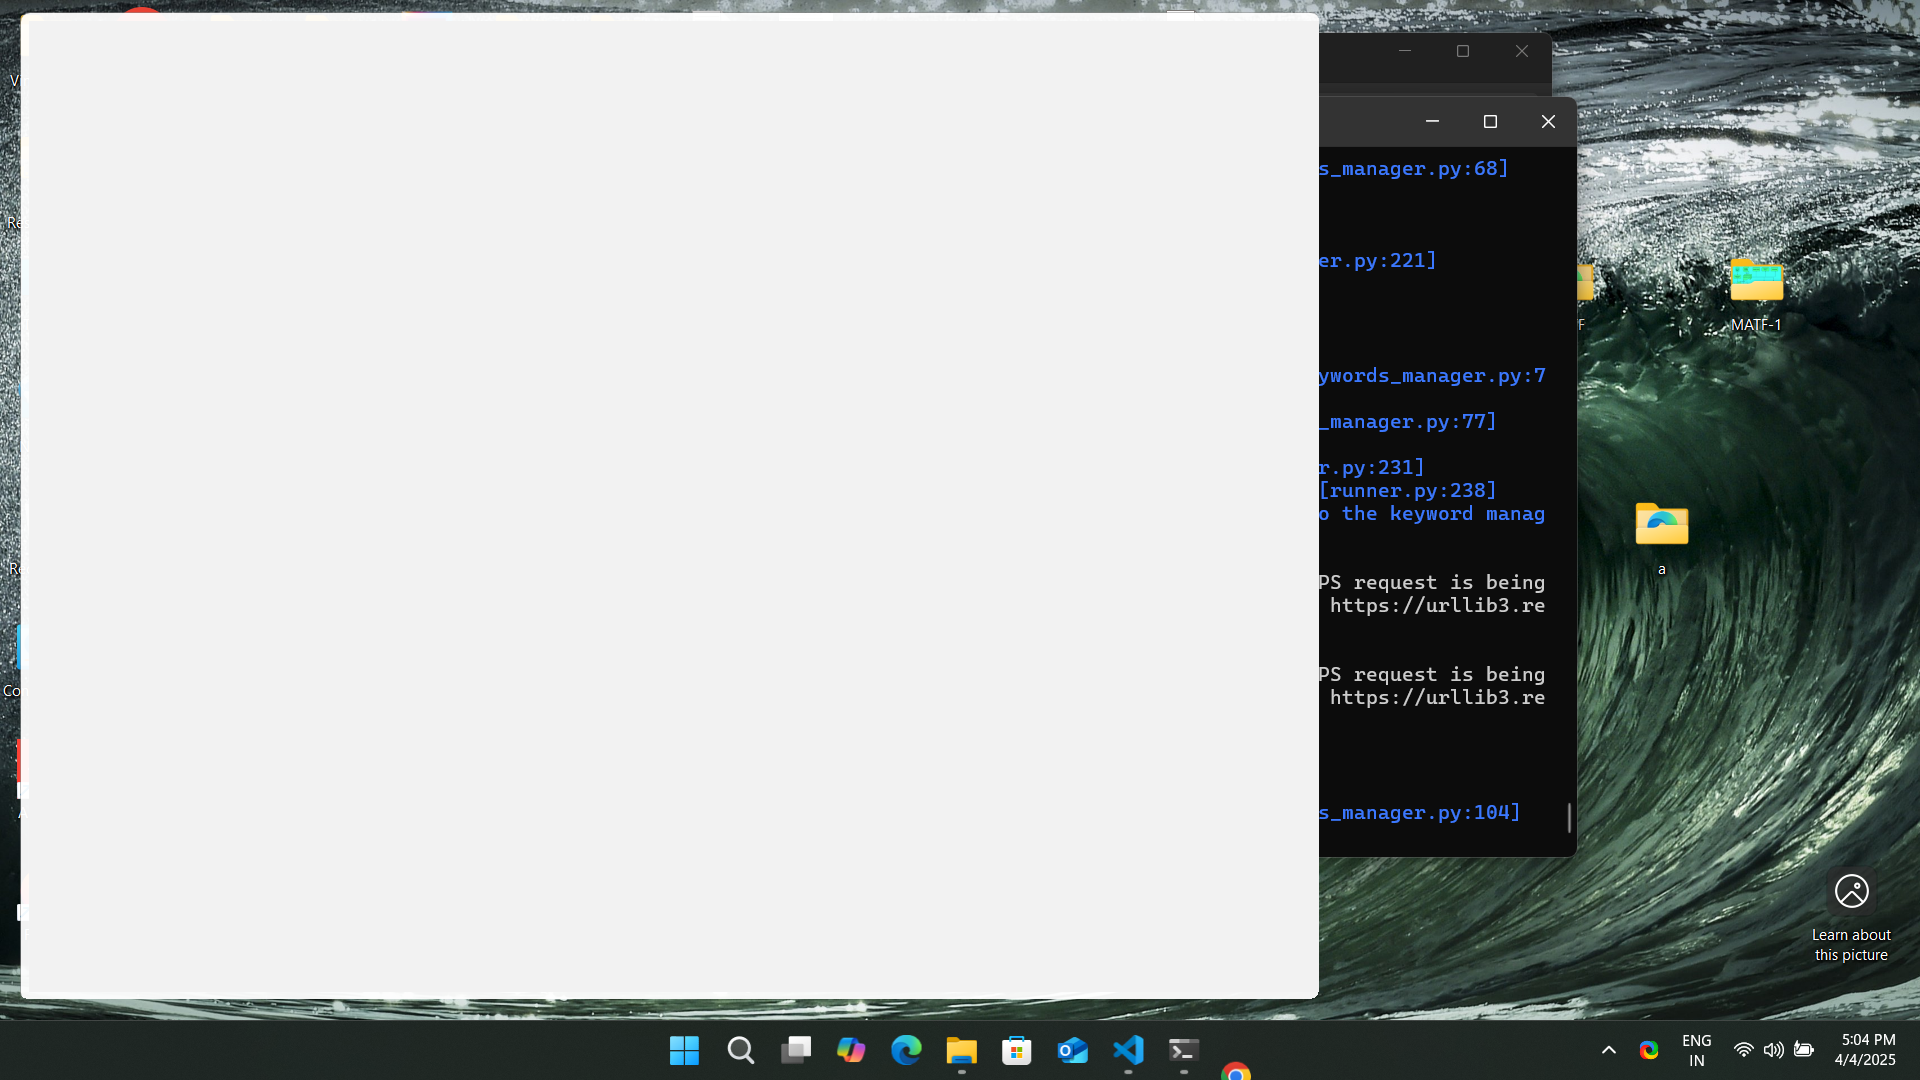 s_manager.py:68]
er.py:221]
F
MATF-1
ywords_manager.py:7
_manager.py:77]
r.py:231]
[runner.py:238]
o the keyword manag
a
PS request is being
https://urllib3.re
PS request is being
https://urllib3.re
Co
s_manager.py:104]
Learn about
this picture
ENG
IN
5:04 PM
4/4/2025